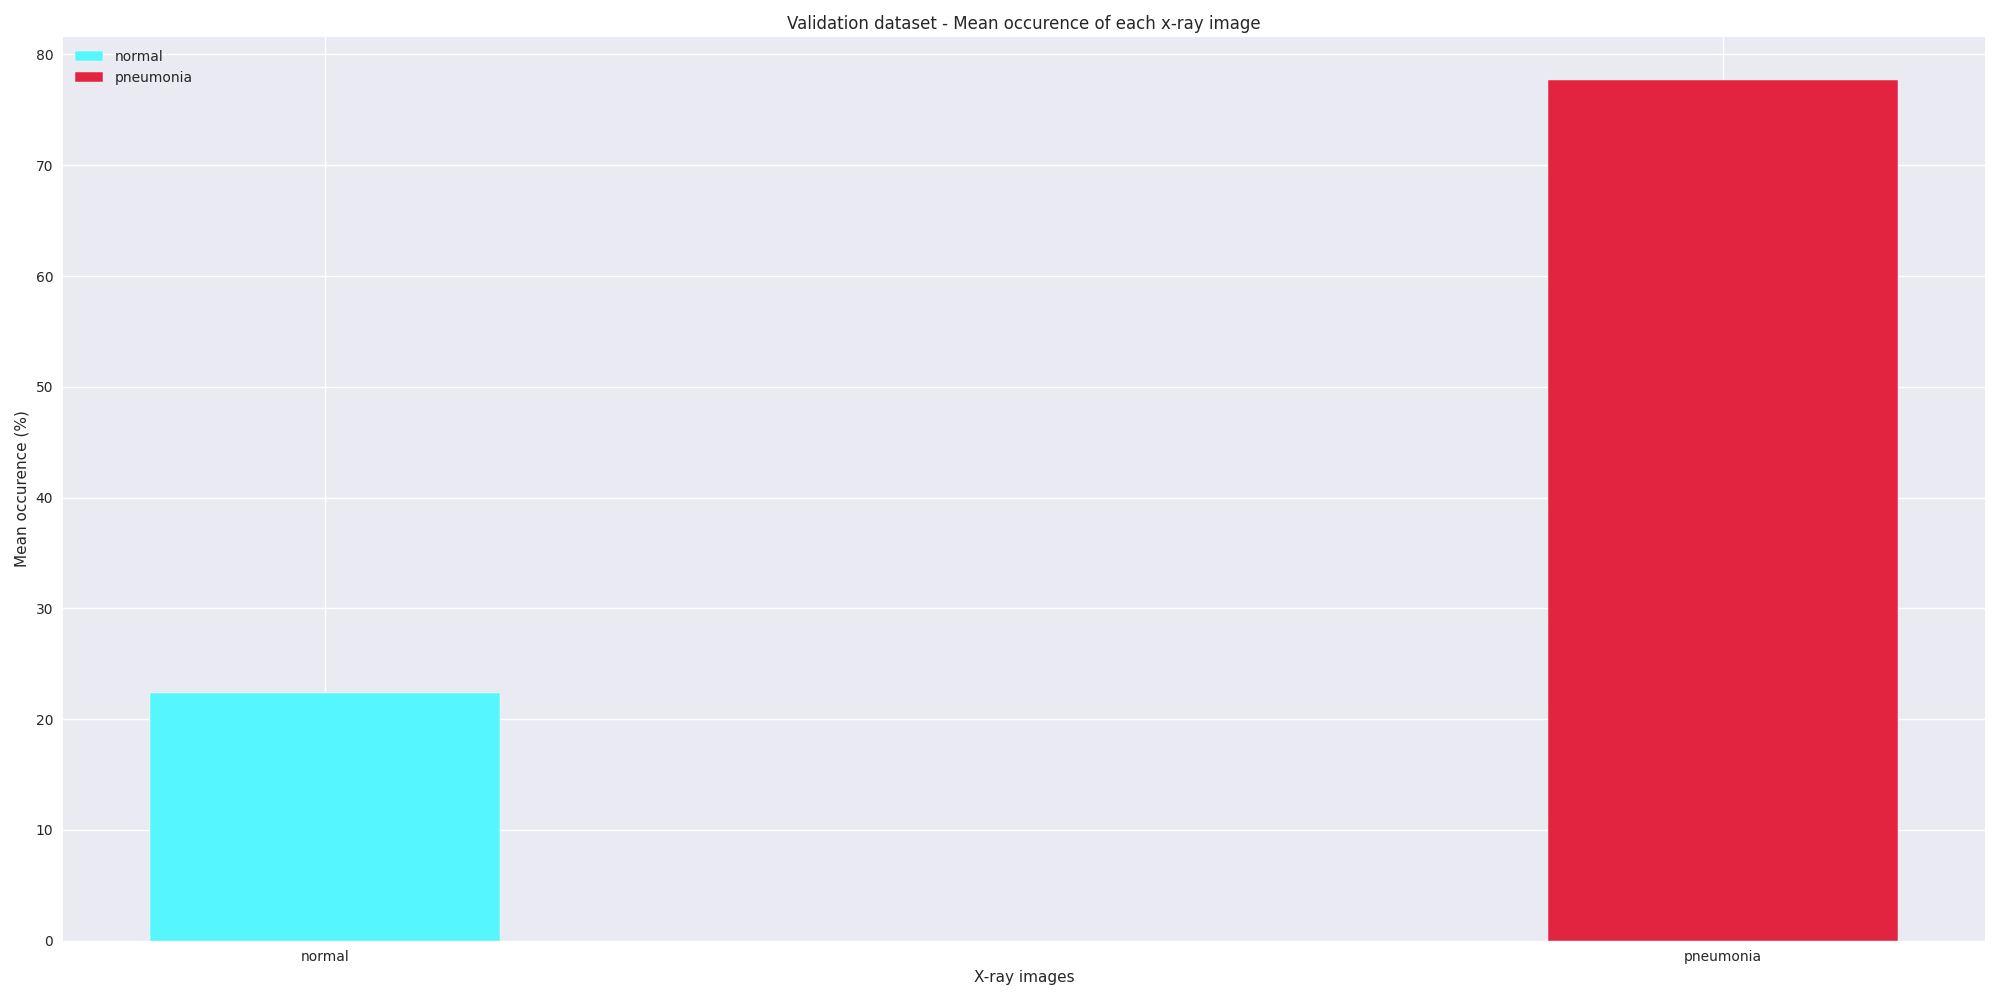 Validation dataset - Mean occurence of each x-ray image
normal
pneumonia
80
70
60
50
40
30
20
10
0
Mean occurence (%)
normal
pneumonia
X-ray images